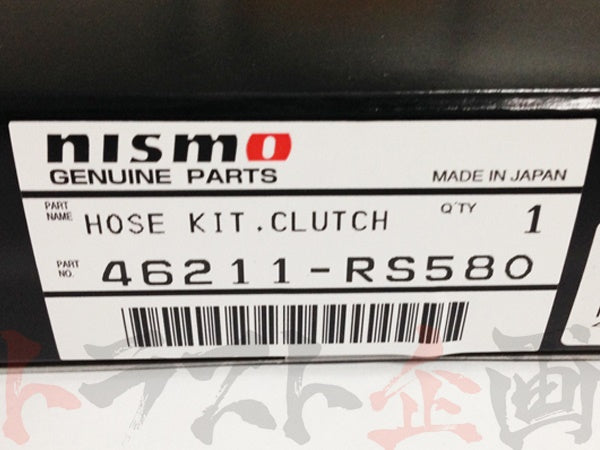 nismo
GENUINE PARTS
MADE IN JAPAN
PART NAME
HOSE KIT.CLUTCH
Q'TY
1
PART NO.
46211-RS580
トラスト企画